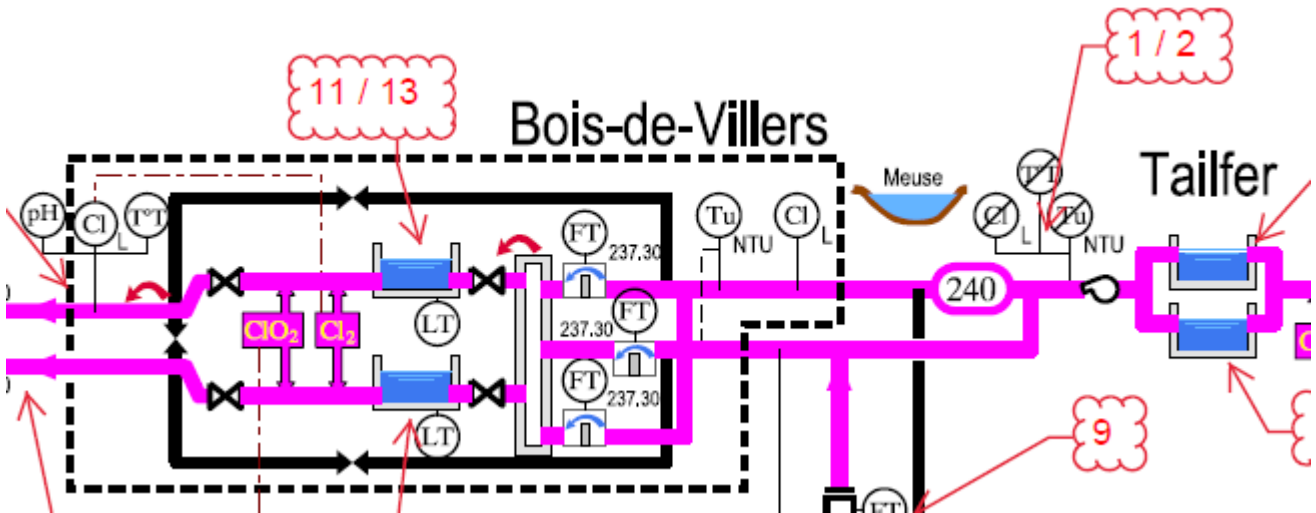 1 / 2
11 / 13
Bois-de-Villers
Tailfer
Meuse
T°T
pH
Cl
L
T°T
FT
237.30
Tu
NTU
Cl
L
Cl
L
Tu
NTU
240
FT
237.30
ClO2
Cl2
LT
FT
237.30
LT
9
FT